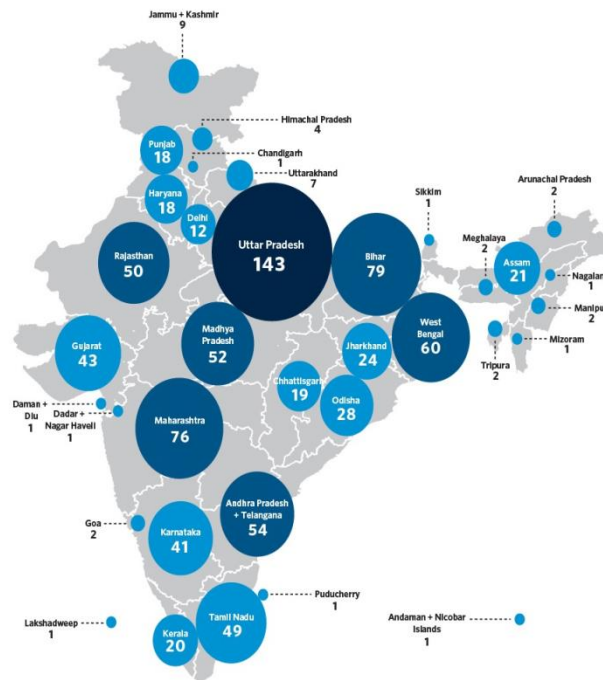 Jammu + Kashmir
9
Himachal Pradesh
4
Punjab
18
Chandigarh
1
Uttarakhand
7
Haryana
18
Delhi
12
Sikkim
1
Arunachal Pradesh
2
Uttar Pradesh
143
Bihar
79
Meghalaya
2
Assam
21
Rajasthan
50
Nagalan
1
Manipu
2
West
Bengal
60
Madhya
Pradesh
52
Jharkhand
24
Mizoram
1
Tripura
2
Gujarat
43
Chhattisgarh
19
Odisha
28
Daman +
Diu
1
Dadar +
Nagar Haveli
1
Maharashtra
76
Andhra Pradesh
+ Telangana
54
Goa
2
Karnataka
41
Puducherry
1
Lakshadweep
1
Tamil Nadu
49
Kerala
20
Andaman + Nicobar
Islands
1